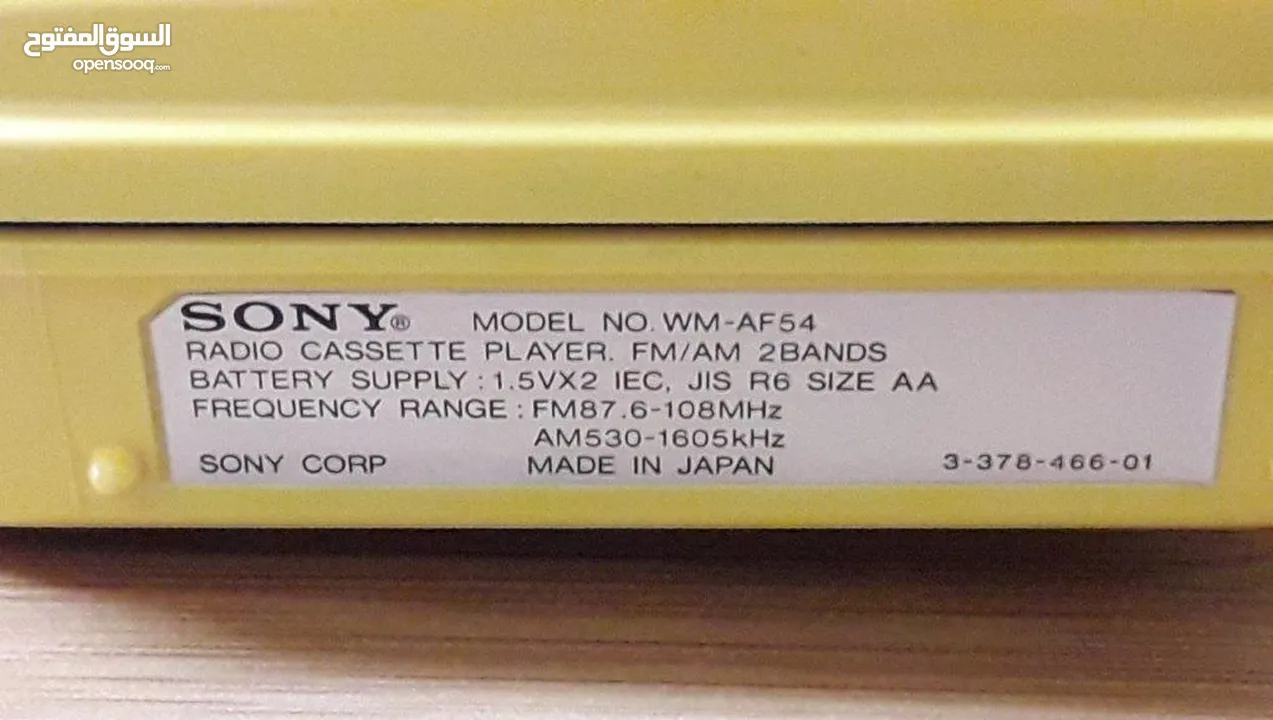 السوق المفتوح
opensooq.com
SONY® MODEL NO. WM-AF54
RADIO CASSETTE PLAYER. FM/AM 2BANDS
BATTERY SUPPLY : 1.5VX2 IEC, JIS R6 SIZE AA
FREQUENCY RANGE : FM87.6-108MHz
AM530-1605kHz
SONY CORP MADE IN JAPAN 3-378-466-01